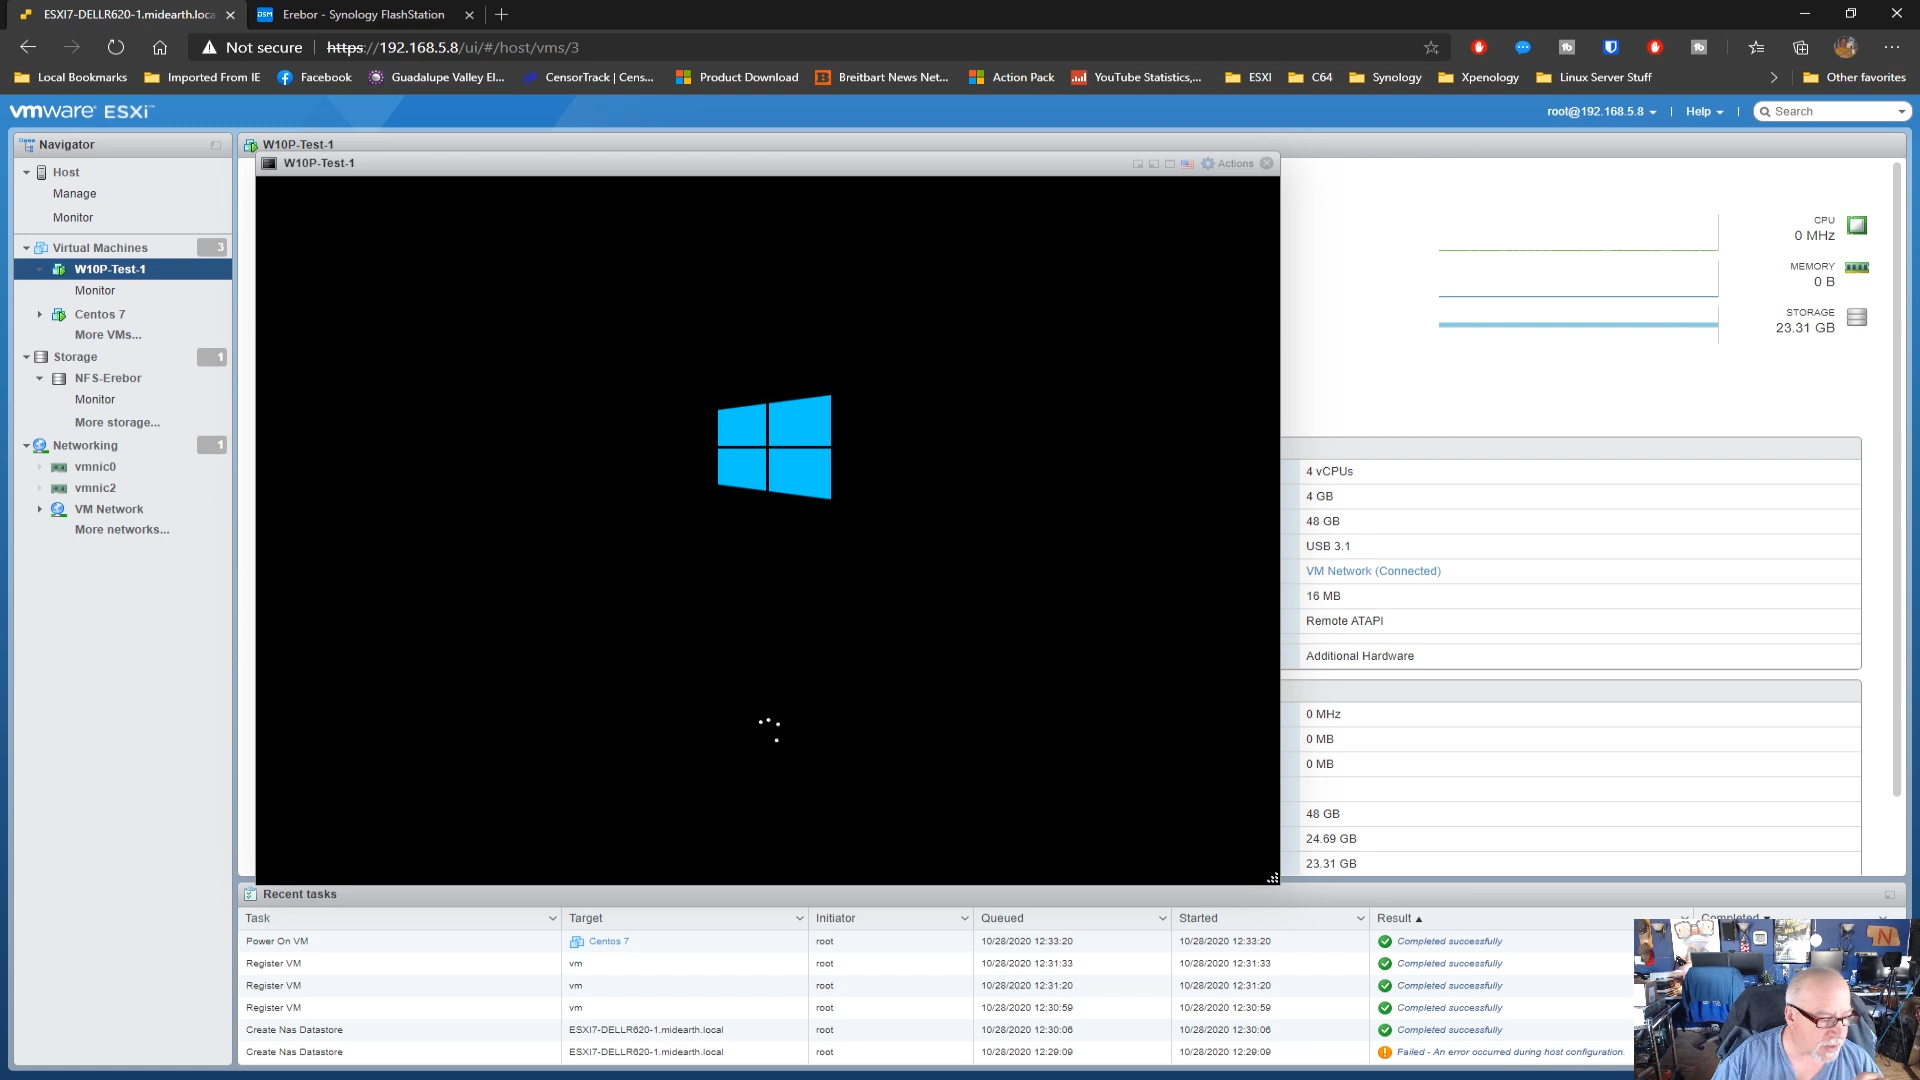 ESXI7-DELLR620-1.midearth.loca
Erebor - Synology FlashStation
Not secure
https://192.168.5.8/ui/#/host/vms/3
Local Bookmarks
Imported From IE
Facebook
Guadalupe Valley El...
CensorTrack | Cens...
Product Download
Breitbart News Net...
Action Pack
YouTube Statistics,...
ESXI
C64
Synology
Xpenology
Linux Server Stuff
Other favorites
vmware ESXi
root@192.168.5.8
Help
Search
Navigator
Host
Manage
Monitor
Virtual Machines
3
W10P-Test-1
Monitor
Centos 7
More VMs...
Storage
1
NFS-Erebor
Monitor
More storage...
Networking
1
vmnic0
vmnic2
VM Network
More networks...
W10P-Test-1
W10P-Test-1
Actions
CPU
0 MHz
MEMORY
0 B
STORAGE
23.31 GB
4 vCPUs
4 GB
48 GB
USB 3.1
VM Network (Connected)
16 MB
Remote ATAPI
Additional Hardware
0 MHz
0 MB
0 MB
48 GB
24.69 GB
23.31 GB
Recent tasks
Task Target Initiator Queued Started Result Completed
Power On VM Centos 7 root 10/28/2020 12:33:20 10/28/2020 12:33:20 Completed successfully
Register VM vm root 10/28/2020 12:31:33 10/28/2020 12:31:33 Completed successfully
Register VM vm root 10/28/2020 12:31:20 10/28/2020 12:31:20 Completed successfully
Register VM vm root 10/28/2020 12:30:59 10/28/2020 12:30:59 Completed successfully
Create Nas Datastore ESXI7-DELLR620-1.midearth.local root 10/28/2020 12:30:06 10/28/2020 12:30:06 Completed successfully
Create Nas Datastore ESXI7-DELLR620-1.midearth.local root 10/28/2020 12:29:09 10/28/2020 12:29:09 Failed - An error occurred during host configuration.